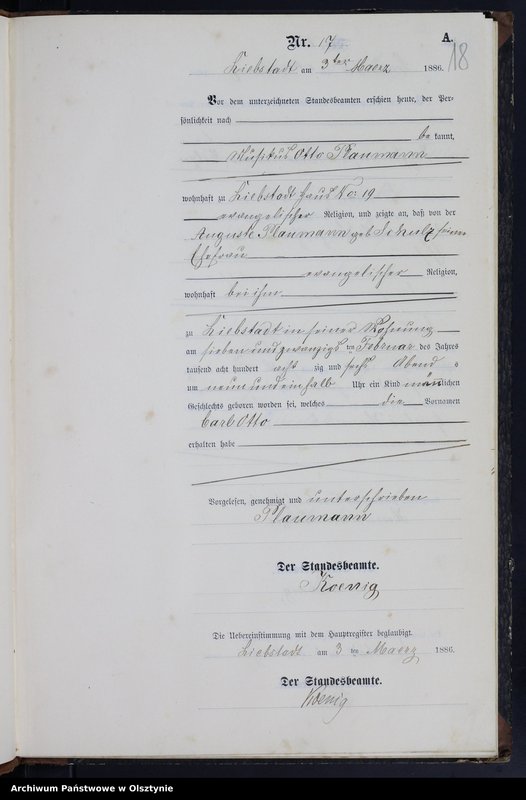 Nr. 17
A.
18
Liebstadt am 3ten Maerz 1886.
Vor dem unterzeichneten Standesbeamten erschien heute, der Per-
sönlichkeit nach
bekannt,
Musikus Otto Plaumann
wohnhaft zu Liebstadt Haus No: 19
evangelischer Religion, und zeigte an, daß von der
Auguste Plaumann geb. Schulz seiner
Ehefrau
evangelischer Religion,
wohnhaft bei ihm
zu Liebstadt in seiner Wohnung
am sieben und zwanzigsten Februar des Jahres
tausend acht hundert achtzig und sechs Abends
um neun und einhalb Uhr ein Kind männlichen
Geschlechts geboren worden sei, welches die Vornamen
Carl Otto
erhalten habe
Vorgelesen, genehmigt und unterschrieben
Plaumann
Der Standesbeamte.
Koenig
Die Uebereinstimmung mit dem Hauptregister beglaubigt.
Liebstadt am 3 ten Maerz 1886.
Der Standesbeamte.
Koenig
Archiwum Państwowe w Olsztynie